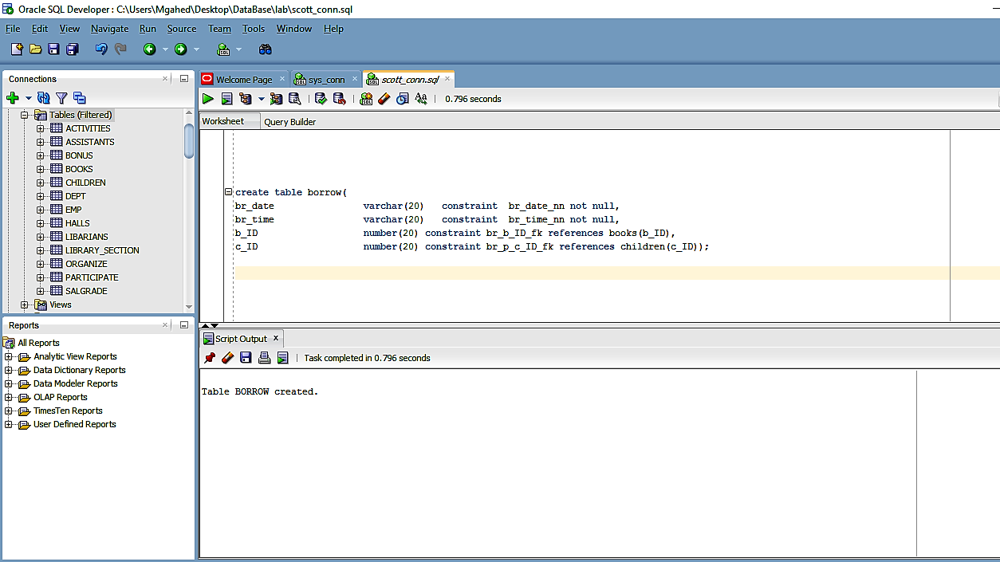 Oracle SQL Developer : C:\Users\Mgahed\Desktop\DataBase\lab\scott_conn.sql
File Edit View Navigate Run Source Team Tools Window Help
Connections
Tables (Filtered)
ACTIVITIES
ASSISTANTS
BONUS
BOOKS
CHILDREN
DEPT
EMP
HALLS
LIBARIANS
LIBRARY_SECTION
ORGANIZE
PARTICIPATE
SALGRADE
Views
Reports
All Reports
Analytic View Reports
Data Dictionary Reports
Data Modeler Reports
OLAP Reports
TimesTen Reports
User Defined Reports
Welcome Page sys_conn scott_conn.sql
0.796 seconds
Worksheet Query Builder
create table borrow(
br_date varchar(20) constraint br_date_nn not null,
br_time varchar(20) constraint br_time_nn not null,
b_ID number(20) constraint br_b_ID_fk references books(b_ID),
c_ID number(20) constraint br_p_c_ID_fk references children(c_ID));
Script Output
Task completed in 0.796 seconds
Table BORROW created.